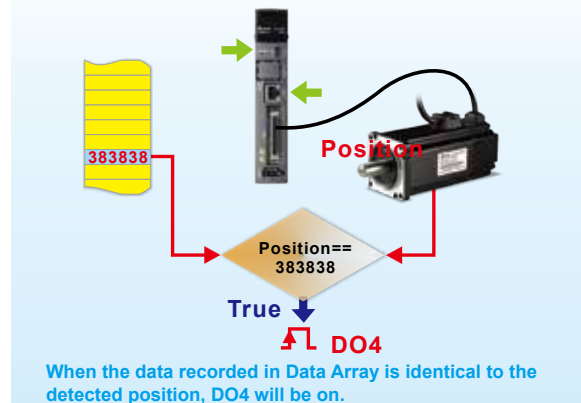 383838
Position
Position==
383838
True
DO4
When the data recorded in Data Array is identical to the
detected position, DO4 will be on.